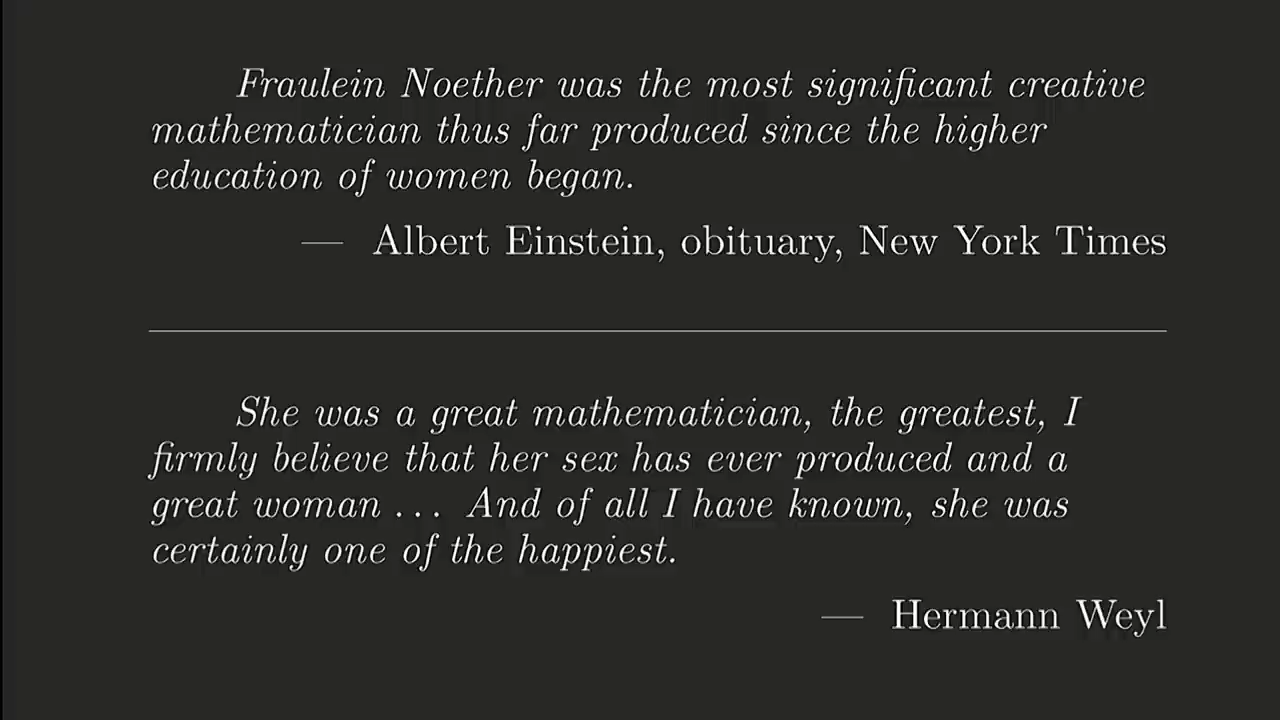 Fraulein Noether was the most significant creative
mathematician thus far produced since the higher
education of women began.
— Albert Einstein, obituary, New York Times
She was a great mathematician, the greatest, I
firmly believe that her sex has ever produced and a
great woman ... And of all I have known, she was
certainly one of the happiest.
— Hermann Weyl